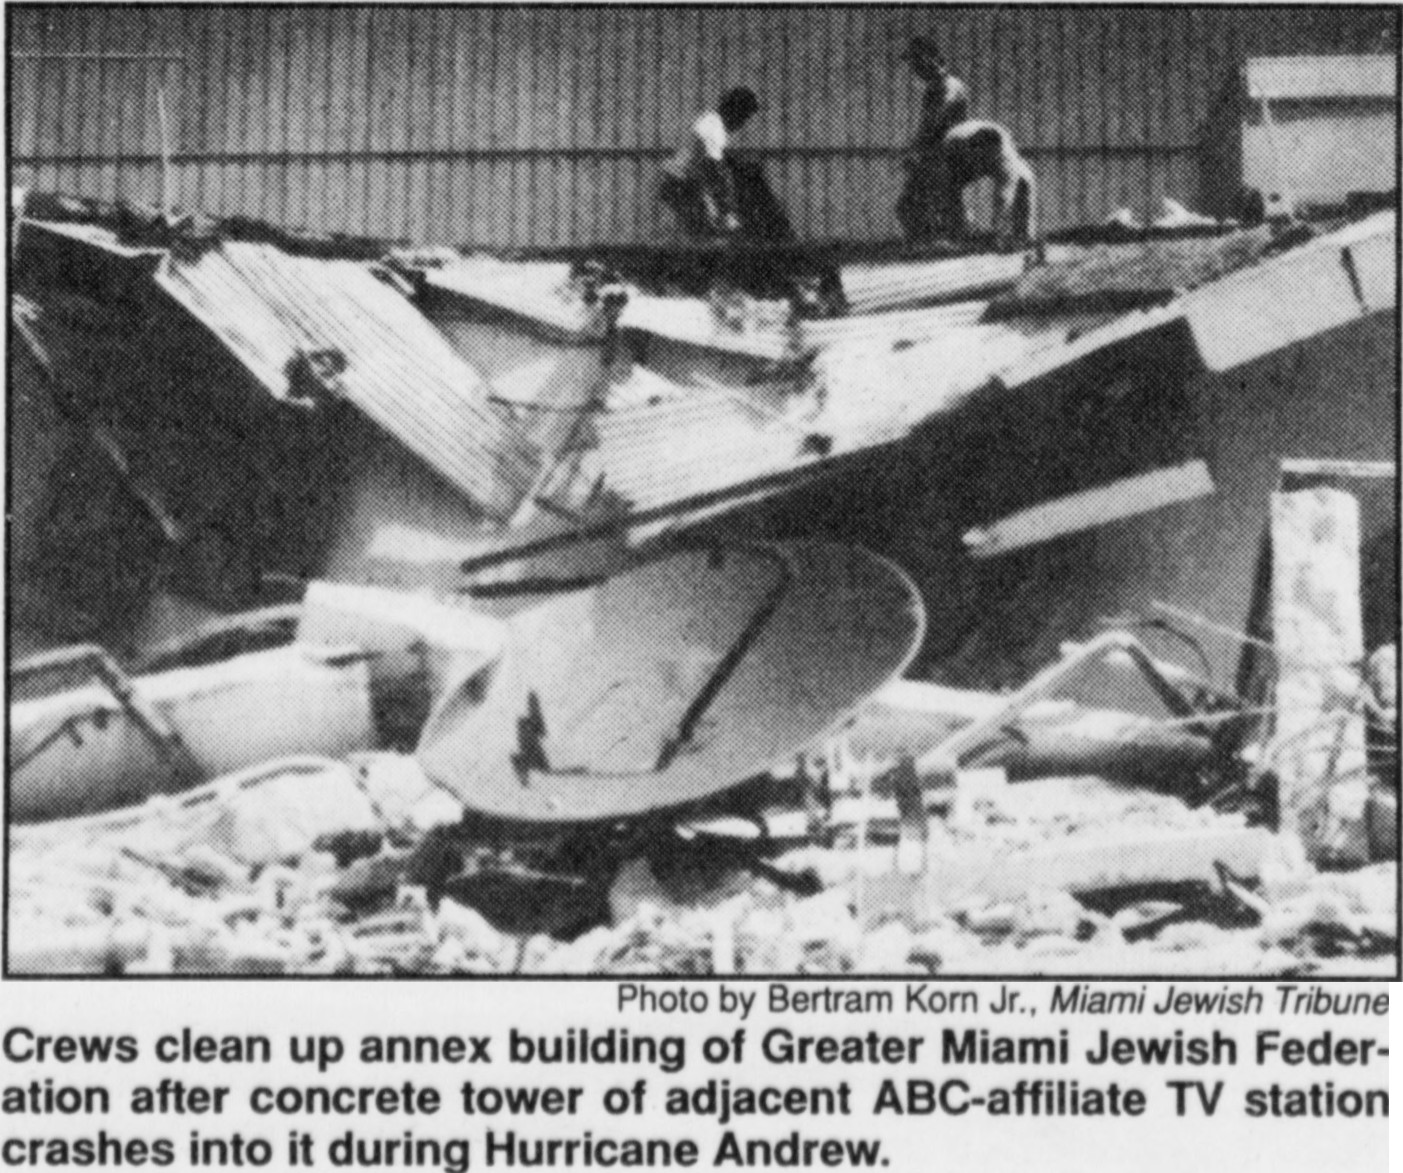 Photo by Bertram Korn Jr., Miami Jewish Tribune
Crews clean up annex building of Greater Miami Jewish Feder-
ation after concrete tower of adjacent ABC-affiliate TV station
crashes into it during Hurricane Andrew.